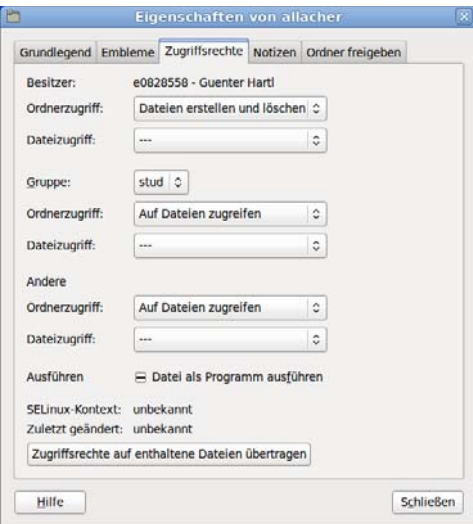 Eigenschaften von allacher
Grundlegend Embleme Zugriffsrechte Notizen Ordner freigeben
Besitzer: e0828558 - Guenter Hartl
Ordnerzugriff: Dateien erstellen und löschen
Dateizugriff: ---
Gruppe: stud
Ordnerzugriff: Auf Dateien zugreifen
Dateizugriff: ---
Andere
Ordnerzugriff: Auf Dateien zugreifen
Dateizugriff: ---
Ausführen Datei als Programm ausführen
SELinux-Kontext: unbekannt
Zuletzt geändert: unbekannt
Zugriffsrechte auf enthaltene Dateien übertragen
Hilfe Schließen